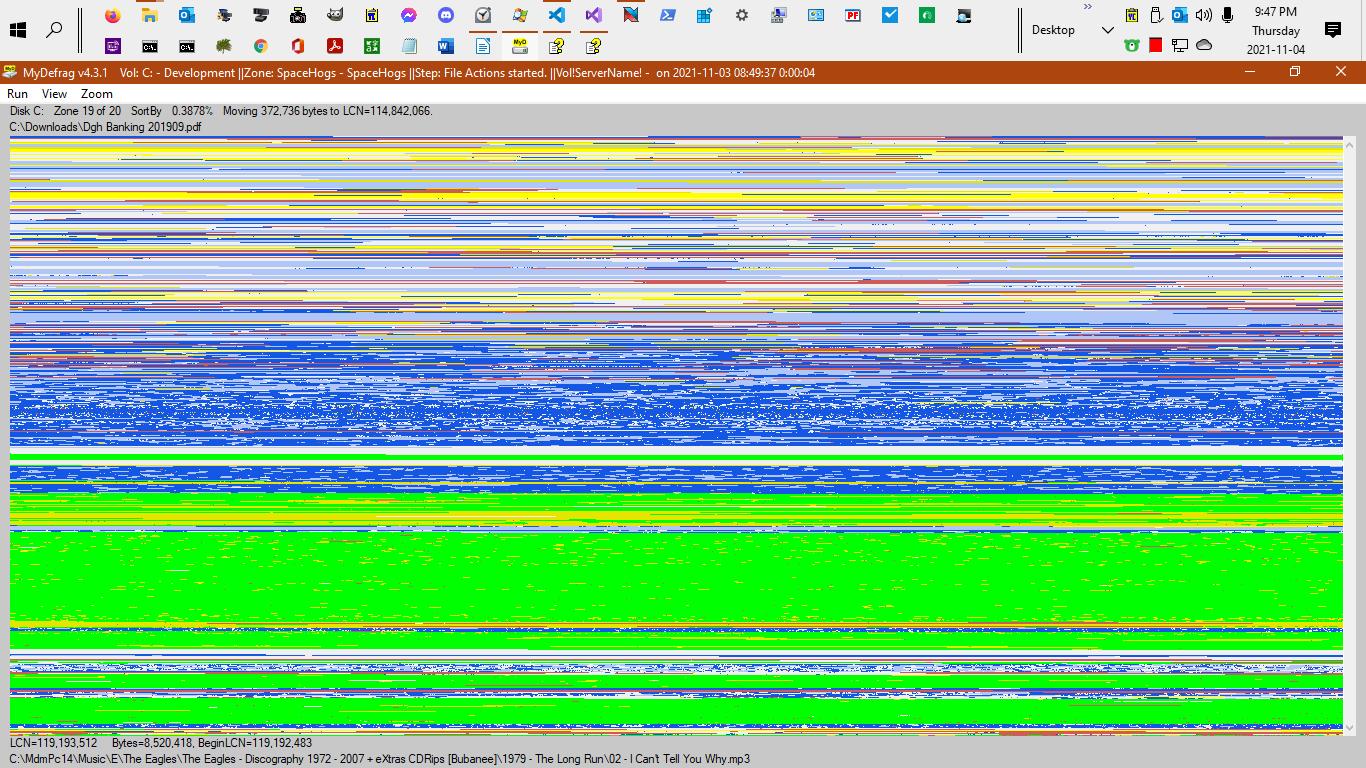 9:47 PM
Desktop
Thursday
2021-11-04
MyDefrag v4.3.1 Vol: C: - Development ||Zone: SpaceHogs - SpaceHogs ||Step: File Actions started. ||Vol!ServerName! - on 2021-11-03 08:49:37 0:00:04
Run View Zoom
Disk C: Zone 19 of 20 SortBy 0.3878% Moving 372,736 bytes to LCN=114,842,066.
C:\Downloads\Dgh Banking 201909.pdf
LCN=119,193,512 Bytes=8,520,418, BeginLCN=119,192,483
C:\MdmPc14\Music\E\The Eagles\The Eagles - Discography 1972 - 2007 + eXtras CDRips [Bubanee]\1979 - The Long Run\02 - I Can't Tell You Why.mp3